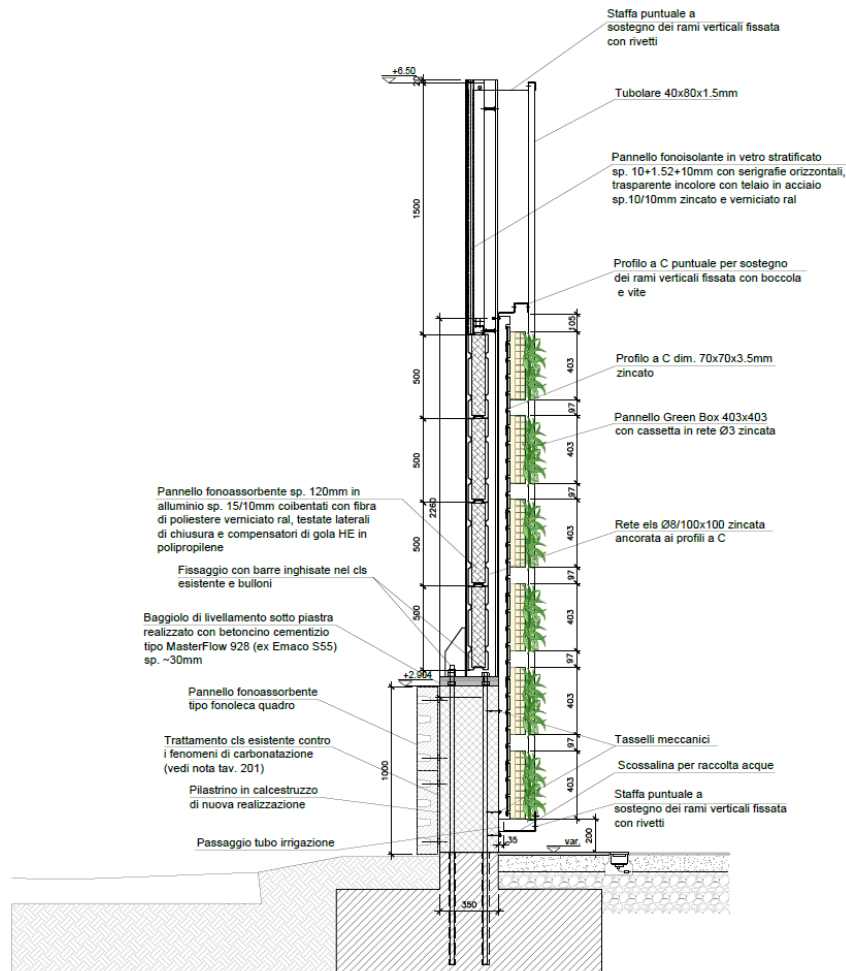 Staffa puntuale a
sostegno dei rami verticali fissata
con rivetti
+6.50
Tubolare 40x80x1.5mm
Pannello fonoisolante in vetro stratificato
sp. 10+1.52+10mm con serigrafie orizzontali,
trasparente incolore con telaio in acciaio
sp.10/10mm zincato e verniciato ral
1500
Profilo a C puntuale per sostegno
dei rami verticali fissata con boccola
e vite
105
403
97
403
97
403
97
403
97
403
97
403
200
500
500
500
500
2260
Profilo a C dim. 70x70x3.5mm
zincato
Pannello Green Box 403x403
con cassetta in rete Ø3 zincata
Pannello fonoassorbente sp. 120mm in
alluminio sp. 15/10mm coibentati con fibra
di poliestere verniciato ral, testate laterali
di chiusura e compensatori di gola HE in
polipropilene
Rete els Ø8/100x100 zincata
ancorata ai profili a C
Fissaggio con barre inghisate nel cls
esistente e bulloni
Baggiolo di livellamento sotto piastra
realizzato con betoncino cementizio
tipo MasterFlow 928 (ex Emaco S55)
sp. ~30mm
+2.904
Pannello fonoassorbente
tipo fonoleca quadro
Trattamento cls esistente contro
i fenomeni di carbonatazione
(vedi nota tav. 201)
Pilastrino in calcestruzzo
di nuova realizzazione
Passaggio tubo irrigazione
1000
Tasselli meccanici
Scossalina per raccolta acque
Staffa puntuale a
sostegno dei rami verticali fissata
con rivetti
35
var.
350